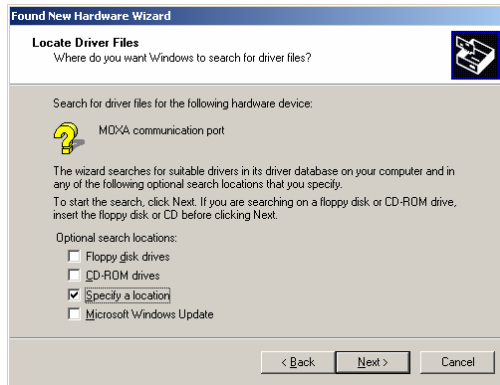 Found New Hardware Wizard
Locate Driver Files
Where do you want Windows to search for driver files?
Search for driver files for the following hardware device:
MOXA communication port
The wizard searches for suitable drivers in its driver database on your computer and in
any of the following optional search locations that you specify.
To start the search, click Next. If you are searching on a floppy disk or CD-ROM drive,
insert the floppy disk or CD before clicking Next.
Optional search locations:
Floppy disk drives
CD-ROM drives
Specify a location
Microsoft Windows Update
< Back Next > Cancel